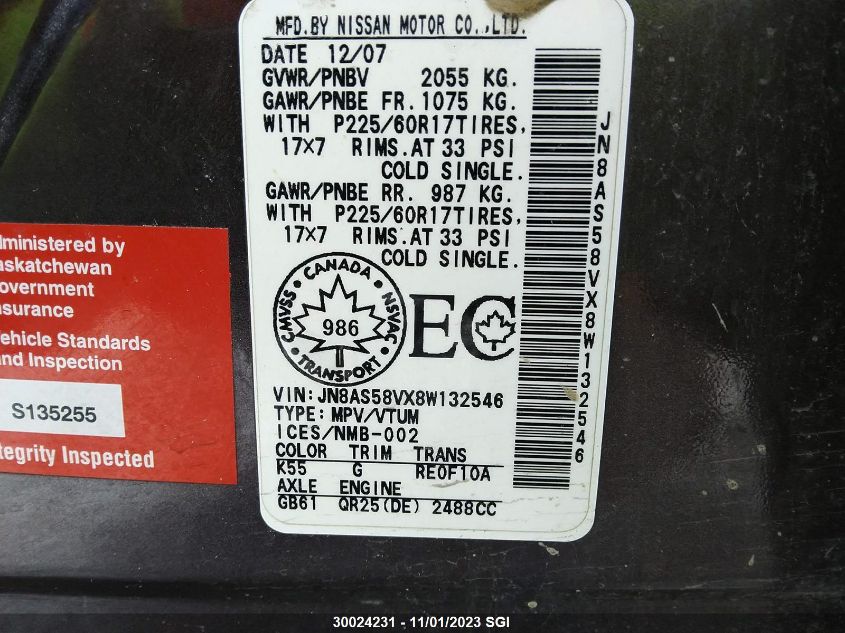 MFD.BY NISSAN MOTOR CO.,LTD.
DATE 12/07
GVWR/PNBV 2055 KG.
GAWR/PNBE FR. 1075 KG.
WITH P225/60R17TIRES,
17×7 RIMS.AT 33 PSI
COLD SINGLE.
GAWR/PNBE RR. 987 KG.
WITH P225/60R17TIRES,
17×7 RIMS.AT 33 PSI
COLD SINGLE.
CANADA
CMVSS
NSVAC
986
TRANSPORT
EC
VIN:JN8AS58VX8W132546
TYPE:MPV/VTUM
ICES/NMB-002
COLOR TRIM TRANS
K55 G RE0F10A
AXLE ENGINE
GB61 QR25(DE) 2488CC
JN8AS58VX8W132546
dministered by
askatchewan
overnment
nsurance
ehicle Standards
nd Inspection
S135255
tegrity Inspected
30024231 - 11/01/2023 SGI